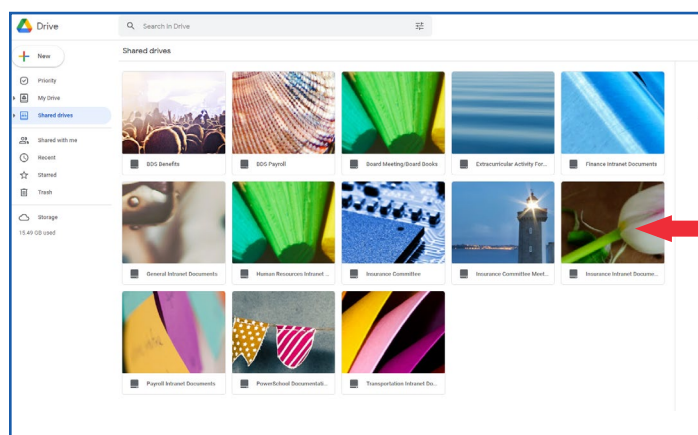 Drive
Search in Drive
New
Shared drives
Priority
My Drive
Shared drives
Shared with me
Recent
Starred
Trash
Storage
15.49 GB used
BDS Benefits
BDS Payroll
Board Meeting/Board Books
Extracurricular Activity For...
Finance Intranet Documents
General Intranet Documents
Human Resources Intranet ...
Insurance Committee
Insurance Committee Meet...
Insurance Intranet Docume...
Payroll Intranet Documents
PowerSchool Documentati...
Transportation Intranet Do...